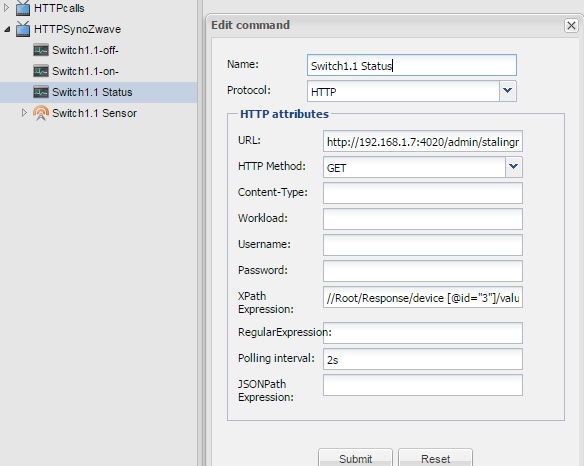 HTTPcalls
HTTPSynoZwave
Switch1.1-off-
Switch1.1-on-
Switch1.1 Status
Switch1.1 Sensor
Edit command
Name: Switch1.1 Status
Protocol: HTTP
HTTP attributes
URL: http://192.168.1.7:4020/admin/stalingr
HTTP Method: GET
Content-Type:
Workload:
Username:
Password:
XPath Expression: //Root/Response/device [@id="3"]/valu
RegularExpression:
Polling interval: 2s
JSONPath
Expression:
Submit Reset